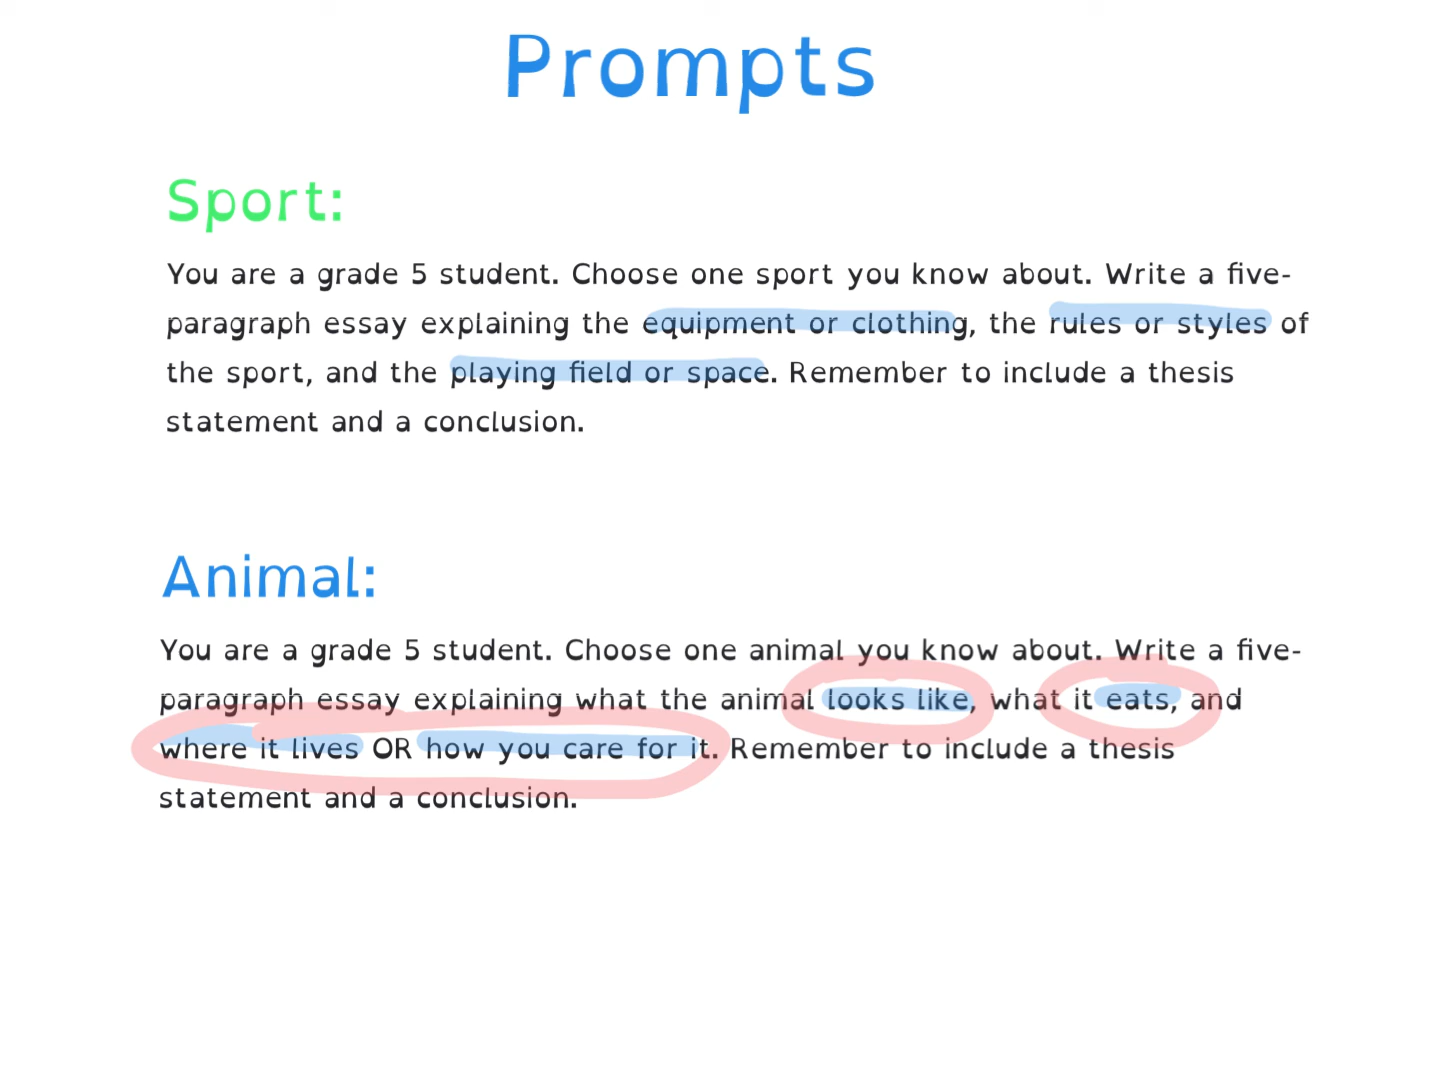 Prompts
Sport:
You are a grade 5 student. Choose one sport you know about. Write a five-
paragraph essay explaining the equipment or clothing, the rules or styles of
the sport, and the playing field or space. Remember to include a thesis
statement and a conclusion.
Animal:
You are a grade 5 student. Choose one animal you know about. Write a five-
paragraph essay explaining what the animal looks like, what it eats, and
where it lives OR how you care for it. Remember to include a thesis
statement and a conclusion.